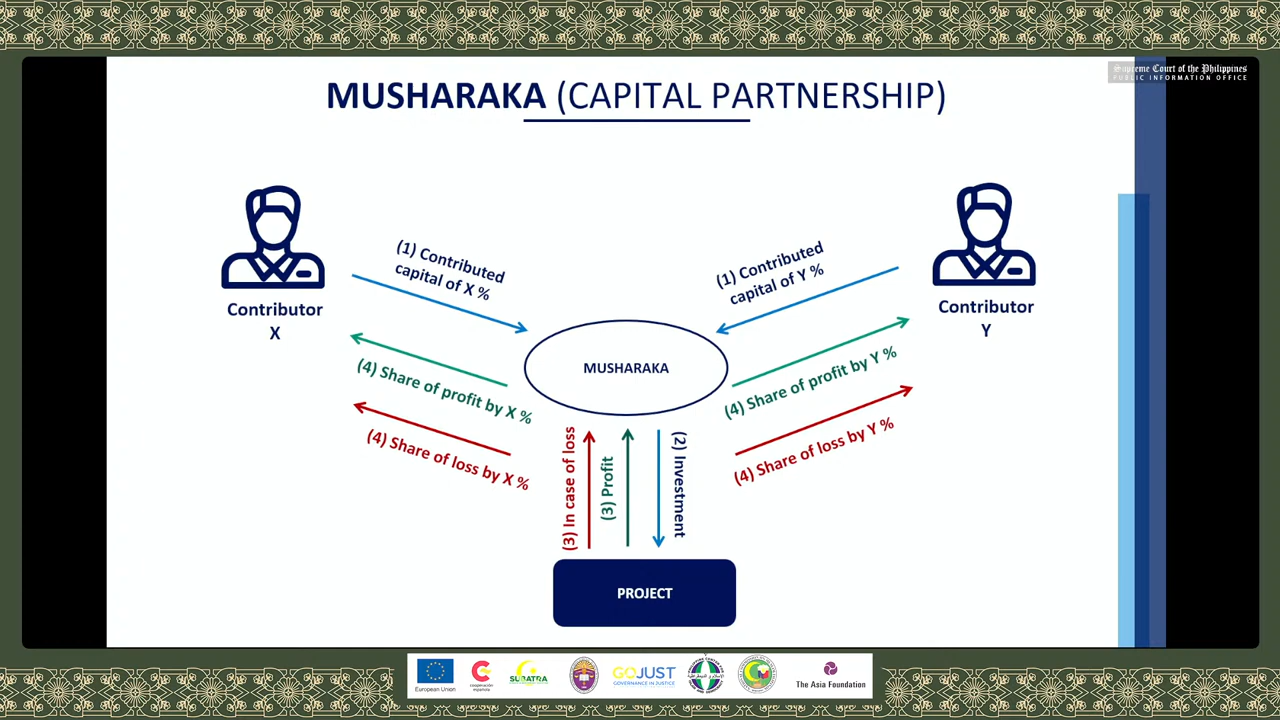 Supreme Court of the Philippines
PUBLIC INFORMATION OFFICE
MUSHARAKA (CAPITAL PARTNERSHIP)
Contributor
X
(1) Contributed
capital of X %
(1) Contributed
capital of Y %
Contributor
Y
MUSHARAKA
(4) Share of profit by X %
(4) Share of loss by X %
(4) Share of profit by Y %
(4) Share of loss by Y %
(3) In case of loss
(3) Profit
(2) Investment
PROJECT
European Union
cooperación
española
SUBATRA
GOJUST
GOVERNANCE IN JUSTICE
The Asia Foundation